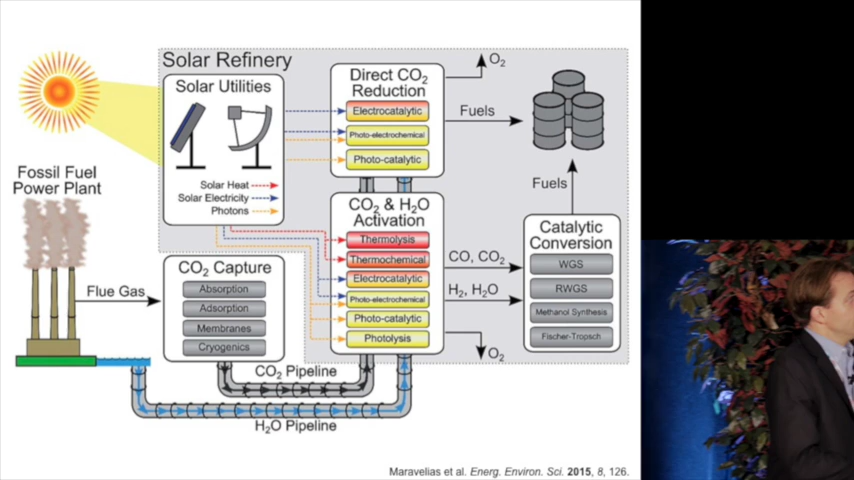 Solar Refinery
Solar Utilities
Solar Heat
Solar Electricity
Photons
Fossil Fuel
Power Plant
Flue Gas
CO2 Capture
Absorption
Adsorption
Membranes
Cryogenics
Direct CO2
Reduction
Electrocatalytic
Photo-electrochemical
Photo-catalytic
O2
Fuels
CO2 & H2O
Activation
Thermolysis
Thermochemical
Electrocatalytic
Photo-electrochemical
Photo-catalytic
Photolysis
CO, CO2
H2, H2O
O2
Fuels
Catalytic
Conversion
WGS
RWGS
Methanol Synthesis
Fischer-Tropsch
CO2 Pipeline
H2O Pipeline
Maravelias et al. Energ. Environ. Sci. 2015, 8, 126.